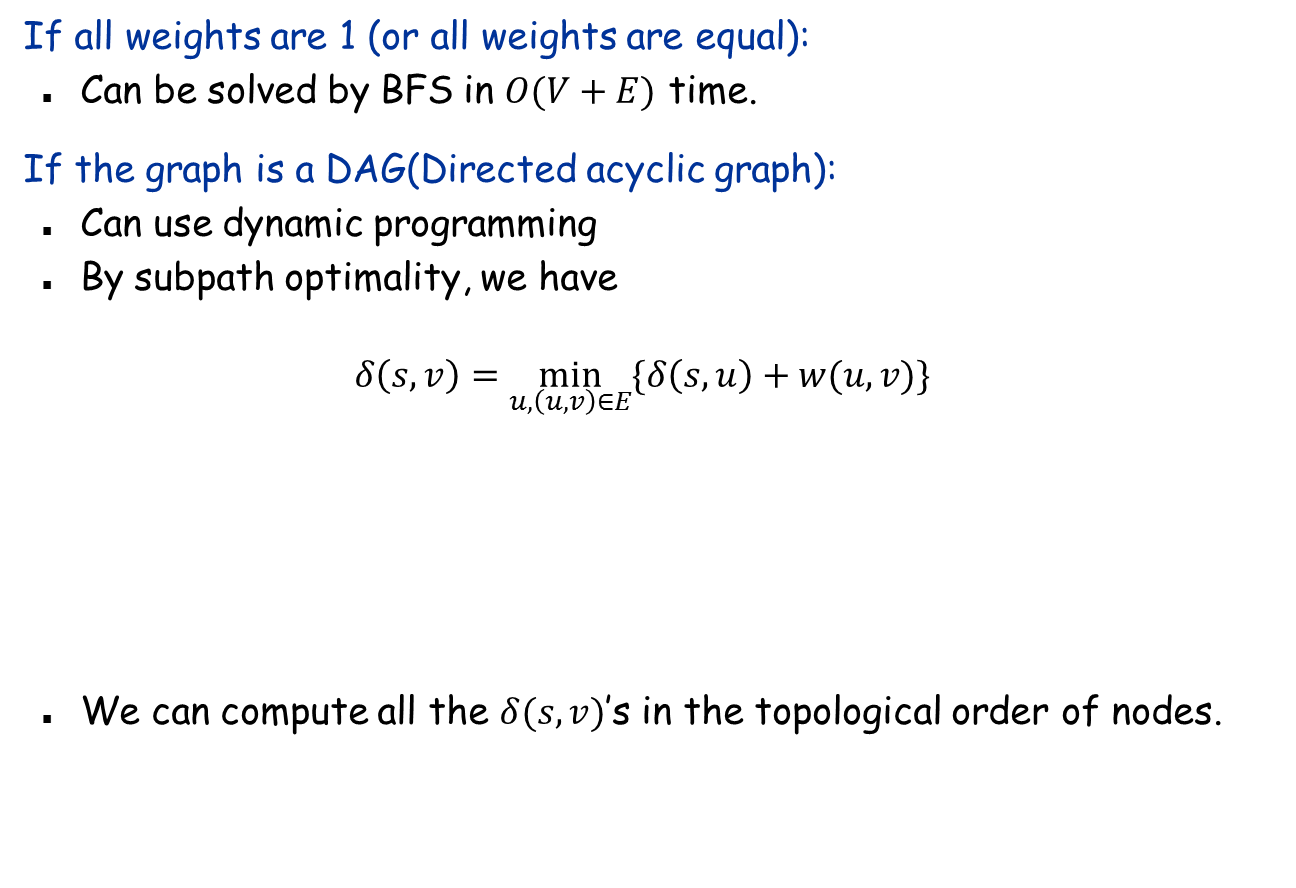 If all weights are 1 (or all weights are equal):
▪ Can be solved by BFS in 𝑂(𝑉 + 𝐸) time.
If the graph is a DAG(Directed acyclic graph):
▪ Can use dynamic programming
▪ By subpath optimality, we have
𝛿(𝑠, 𝑣) = min {𝛿(𝑠, 𝑢) + 𝑤(𝑢, 𝑣)}
𝑢,(𝑢,𝑣)∈𝐸
▪ We can compute all the 𝛿(𝑠, 𝑣)'s in the topological order of nodes.